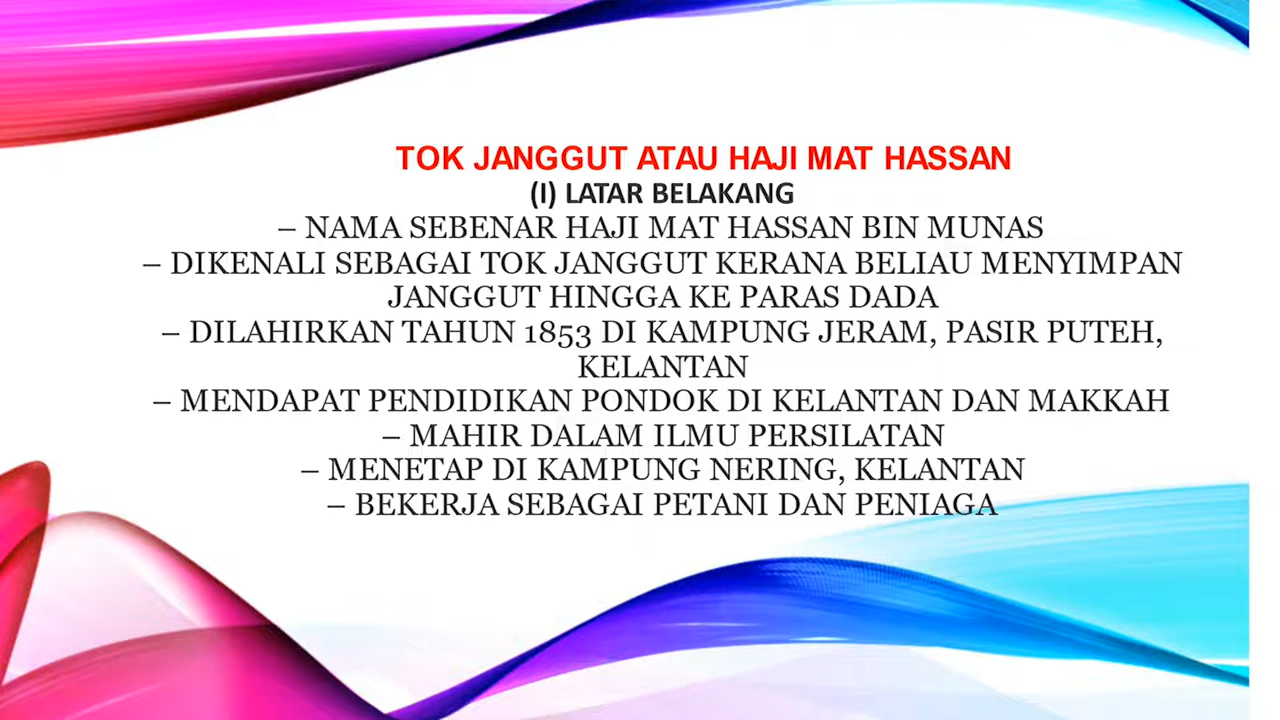 TOK JANGGUT ATAU HAJI MAT HASSAN
(I) LATAR BELAKANG
– NAMA SEBENAR HAJI MAT HASSAN BIN MUNAS
– DIKENALI SEBAGAI TOK JANGGUT KERANA BELIAU MENYIMPAN
JANGGUT HINGGA KE PARAS DADA
– DILAHIRKAN TAHUN 1853 DI KAMPUNG JERAM, PASIR PUTEH,
KELANTAN
– MENDAPAT PENDIDIKAN PONDOK DI KELANTAN DAN MAKKAH
– MAHIR DALAM ILMU PERSILATAN
– MENETAP DI KAMPUNG NERING, KELANTAN
– BEKERJA SEBAGAI PETANI DAN PENIAGA